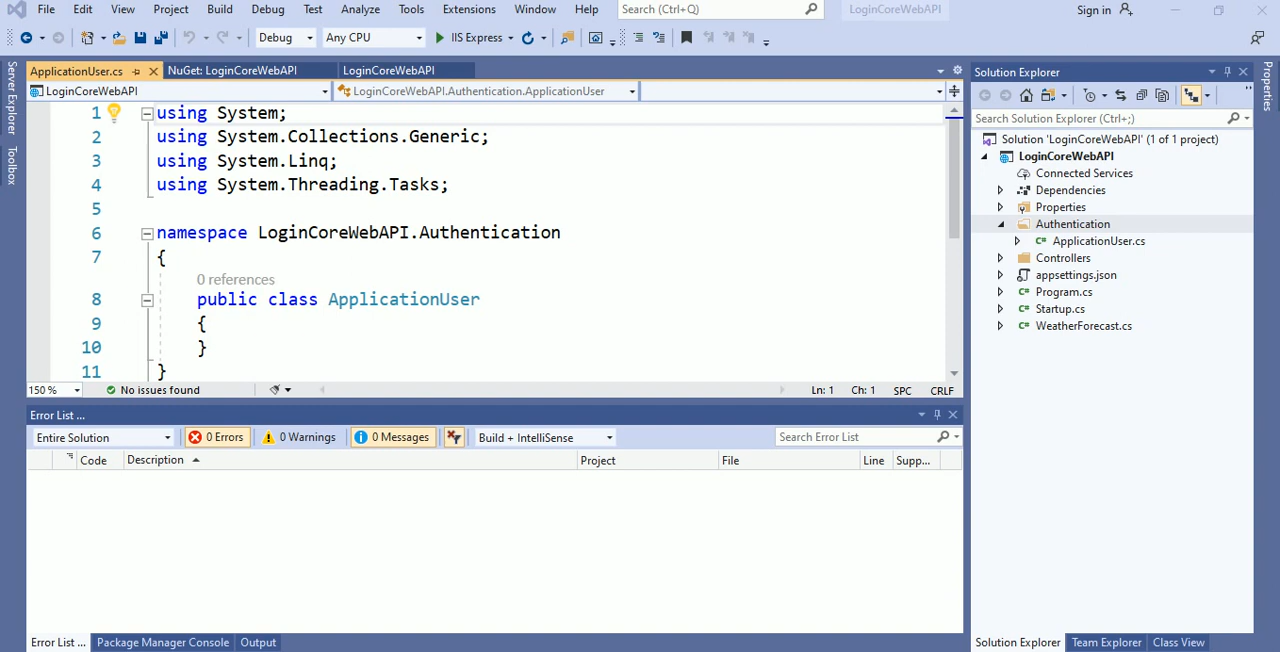 File Edit View Project Build Debug Test Analyze Tools Extensions Window Help Search (Ctrl+Q) LoginCoreWebAPI Sign in
Debug Any CPU IIS Express
Server Explorer
Toolbox
ApplicationUser.cs NuGet: LoginCoreWebAPI LoginCoreWebAPI
LoginCoreWebAPI LoginCoreWebAPI.Authentication.ApplicationUser
1 using System;
2 using System.Collections.Generic;
3 using System.Linq;
4 using System.Threading.Tasks;
5
6 namespace LoginCoreWebAPI.Authentication
7 {
0 references
8 public class ApplicationUser
9 {
10 }
11 }
150 % No issues found Ln: 1 Ch: 1 SPC CRLF
Error List ...
Entire Solution 0 Errors 0 Warnings 0 Messages Build + IntelliSense Search Error List
Code Description Project File Line Supp...
Error List ... Package Manager Console Output
Solution Explorer
Search Solution Explorer (Ctrl+;)
Solution 'LoginCoreWebAPI' (1 of 1 project)
LoginCoreWebAPI
Connected Services
Dependencies
Properties
Authentication
C# ApplicationUser.cs
Controllers
appsettings.json
C# Program.cs
C# Startup.cs
C# WeatherForecast.cs
Solution Explorer Team Explorer Class View
Properties